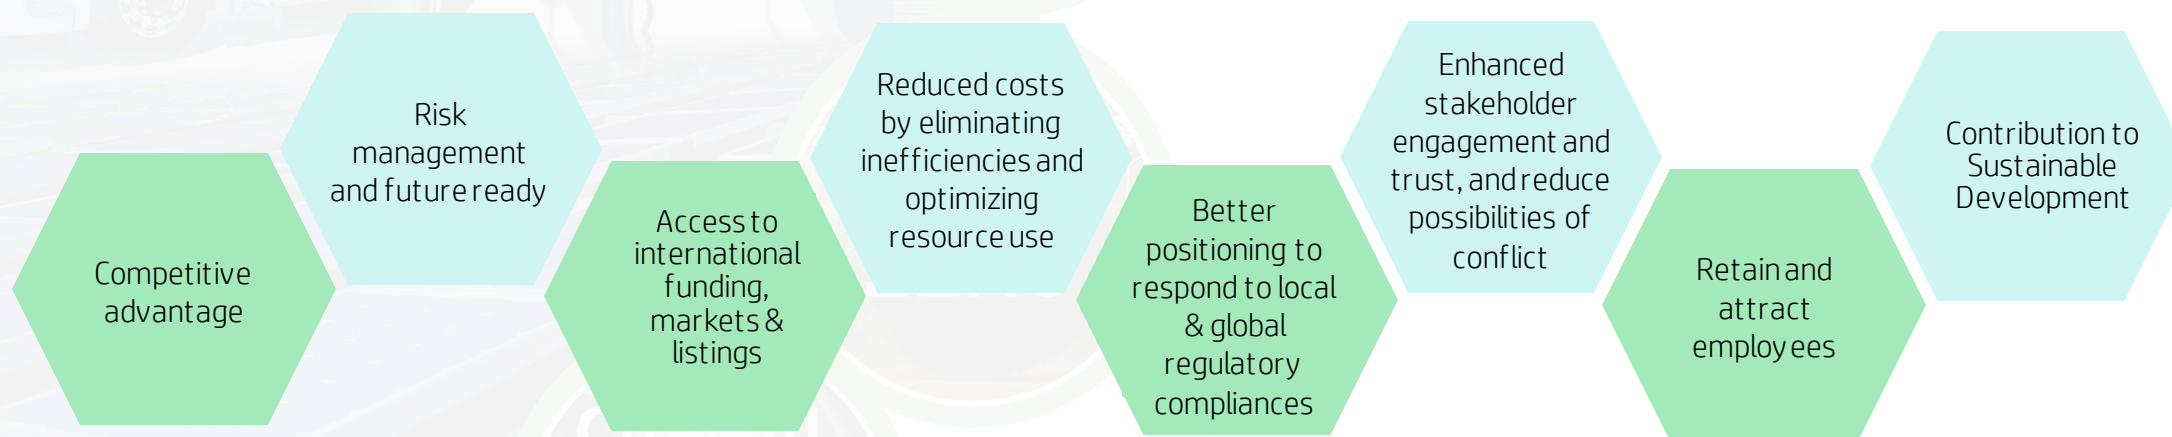 Competitive
advantage
Risk
management
and future ready
Access to
international
funding,
markets &
listings
Reduced costs
by eliminating
inefficiencies and
optimizing
resource use
Better
positioning to
respond to local
& global
regulatory
compliances
Enhanced
stakeholder
engagement and
trust, and reduce
possibilities of
conflict
Retain and
attract
employees
Contribution to
Sustainable
Development